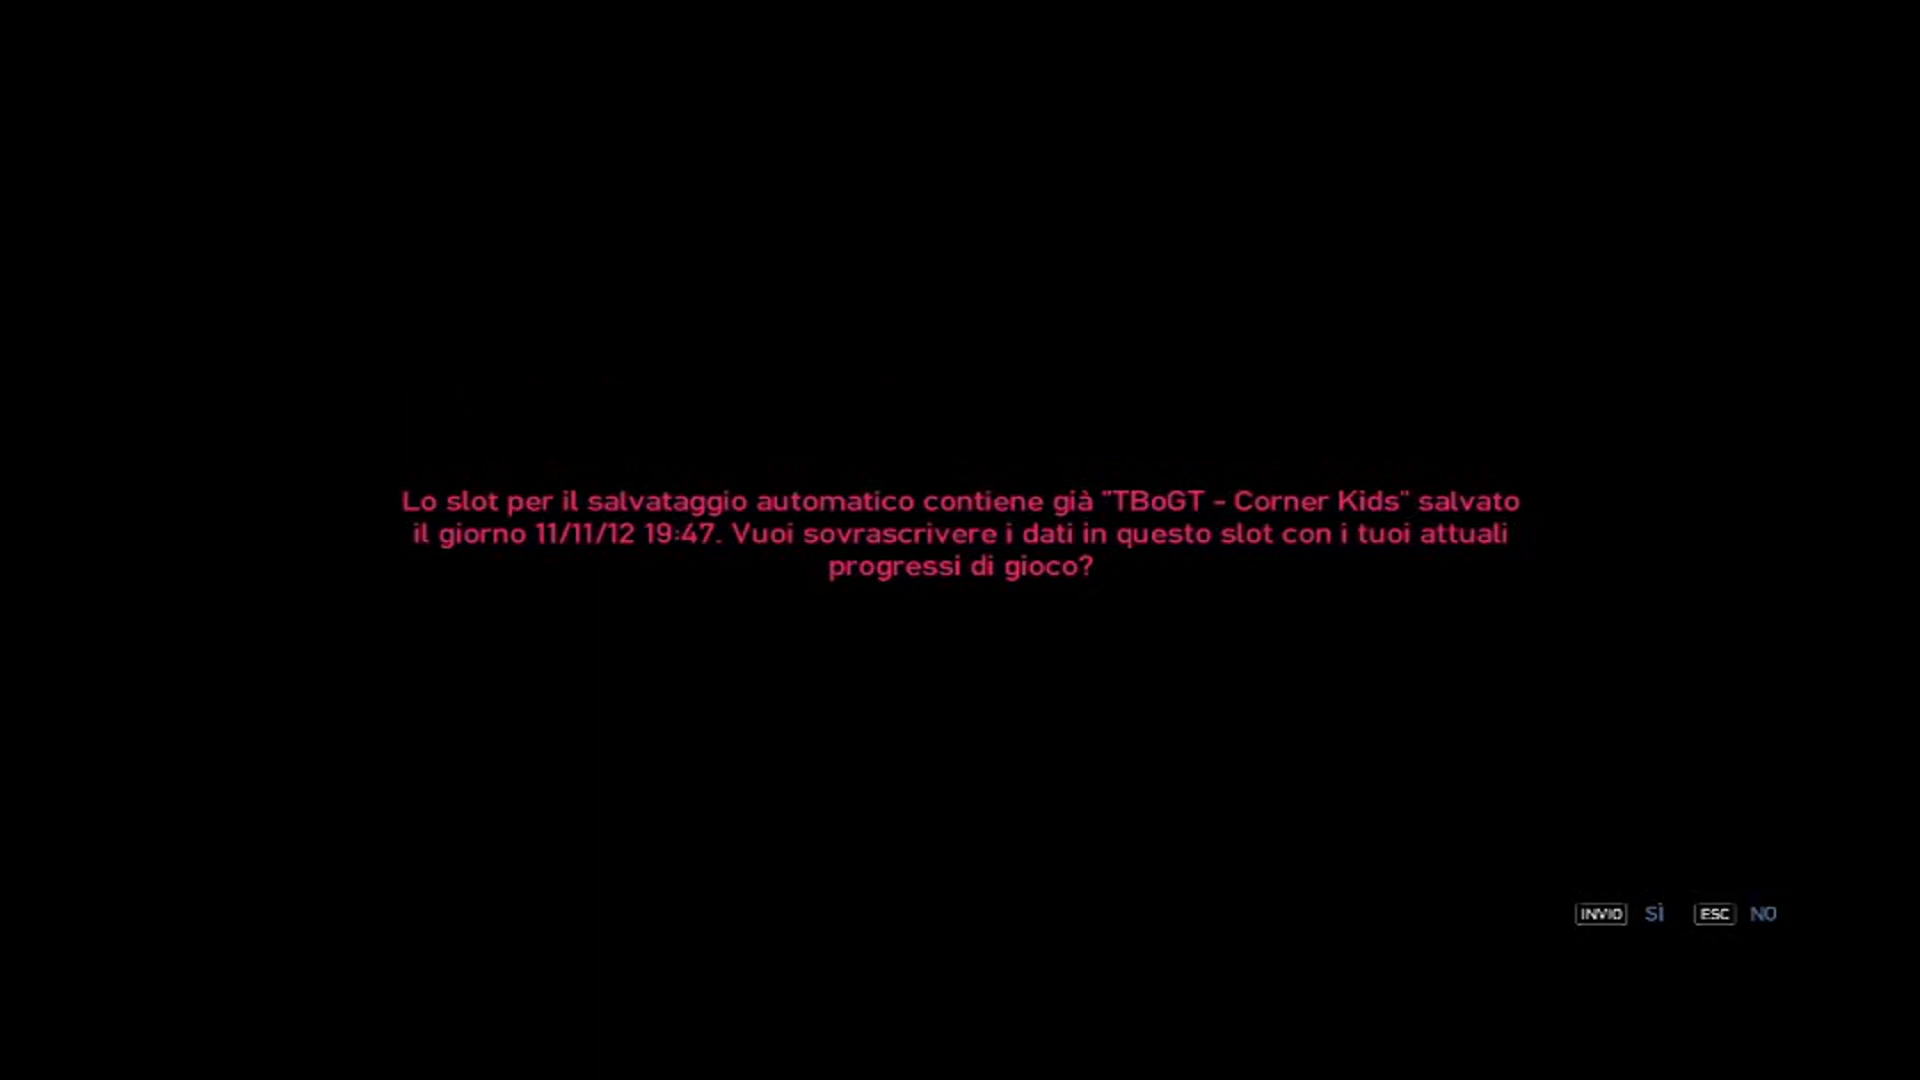 Lo slot per il salvataggio automatico contiene già "TBoGT - Corner Kids" salvato
il giorno 11/11/12 19:47. Vuoi sovrascrivere i dati in questo slot con i tuoi attuali
progressi di gioco?
INVIO SÌ ESC NO